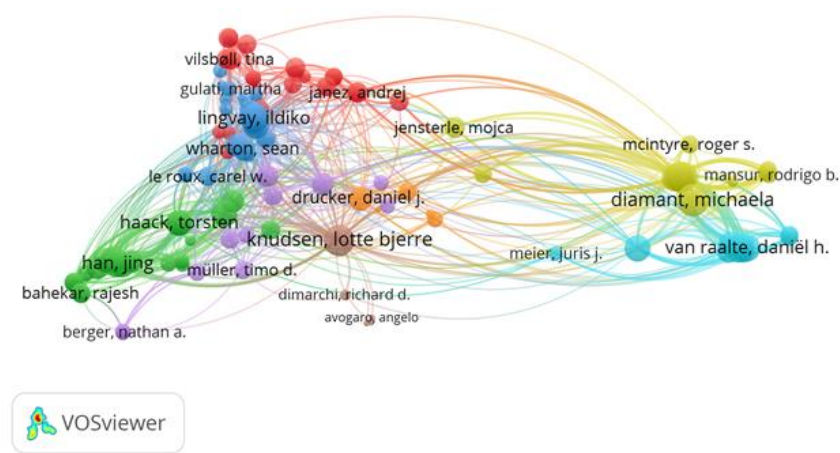 vilsbøll, tina
gulati, martha
janez, andrej
lingvay, ildiko
jensterle, mojca
wharton, sean
mcintyre, roger s.
le roux, carel w.
mansur, rodrigo b.
drucker, daniel j.
diamant, michaela
haack, torsten
knudsen, lotte bjerre
van raalte, daniël h.
meier, juris j.
han, jing
müller, timo d.
bahekar, rajesh
dimarchi, richard d.
avogaro, angelo
berger, nathan a.
VOSviewer